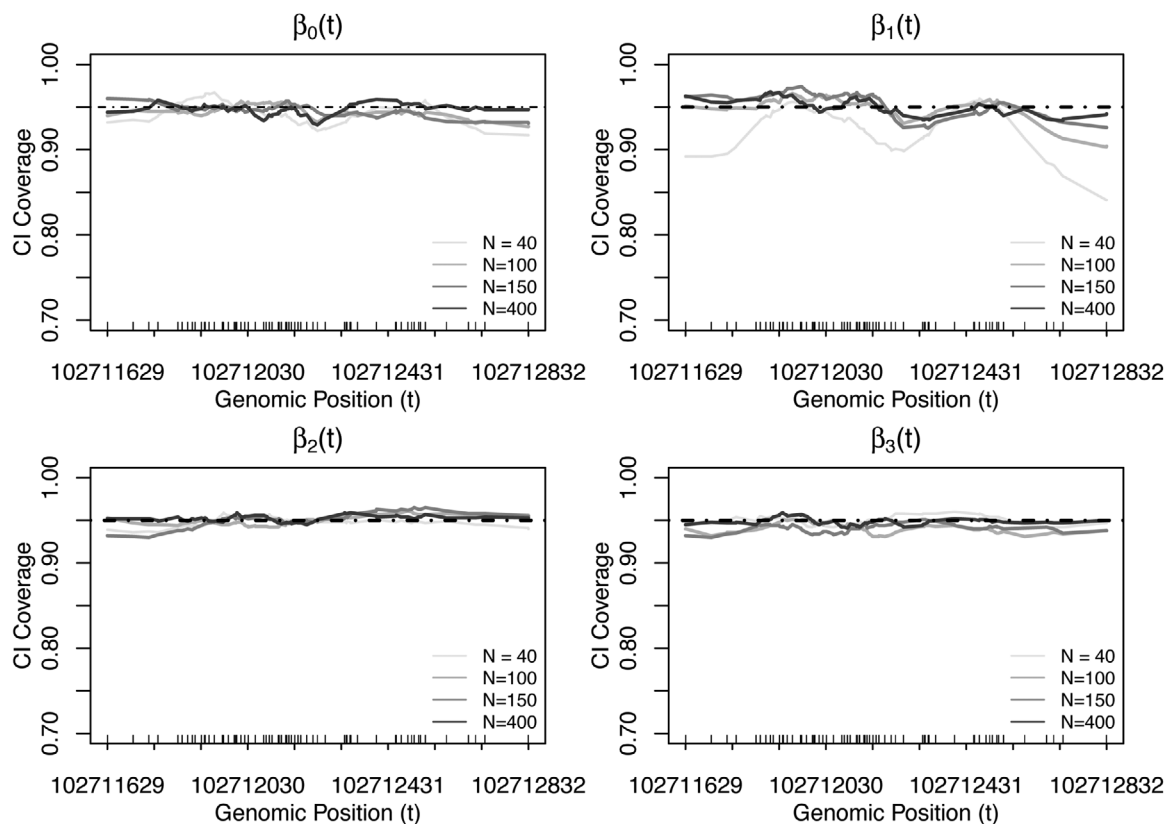 β0(t)
CI Coverage
1.00
0.90
0.80
0.70
N = 40
N=100
N=150
N=400
102711629 102712030 102712431 102712832
Genomic Position (t)
β1(t)
CI Coverage
1.00
0.90
0.80
0.70
N = 40
N=100
N=150
N=400
102711629 102712030 102712431 102712832
Genomic Position (t)
β2(t)
CI Coverage
1.00
0.90
0.80
0.70
N = 40
N=100
N=150
N=400
102711629 102712030 102712431 102712832
Genomic Position (t)
β3(t)
CI Coverage
1.00
0.90
0.80
0.70
N = 40
N=100
N=150
N=400
102711629 102712030 102712431 102712832
Genomic Position (t)